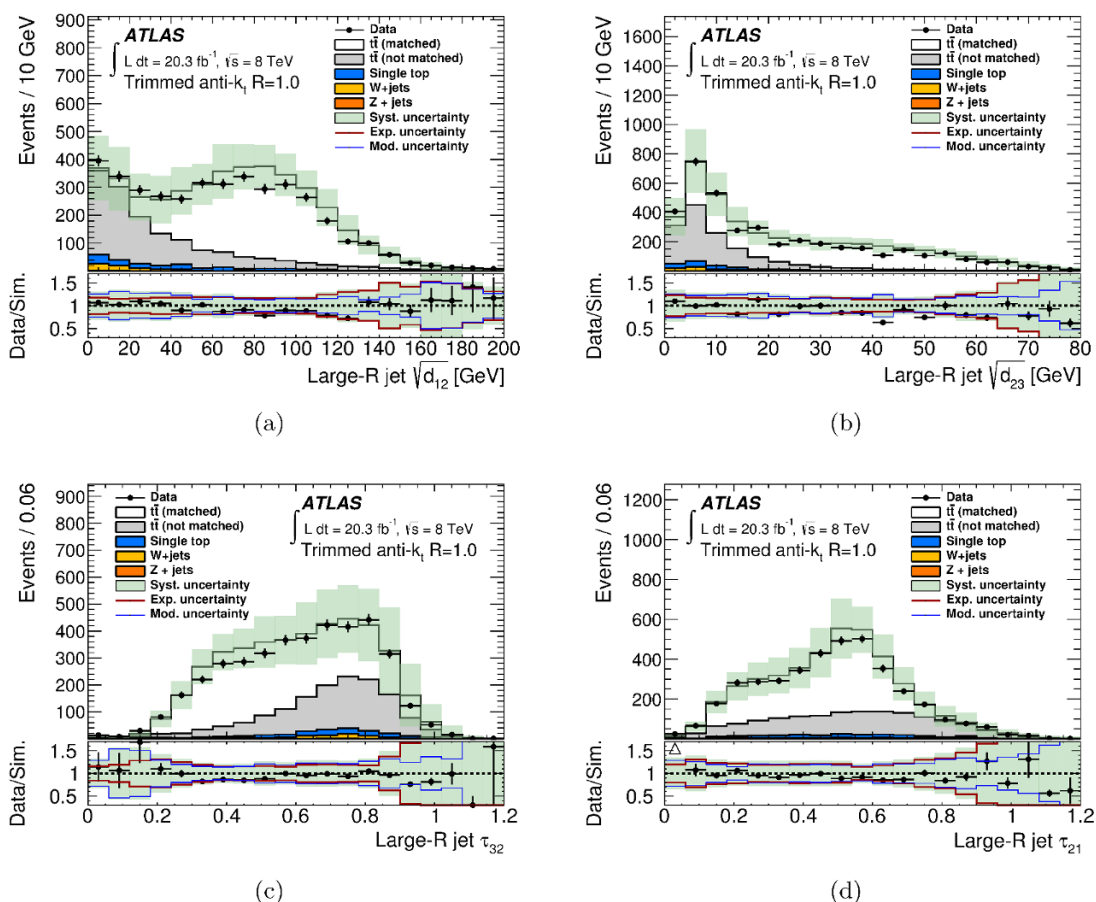 ATLAS
∫ L dt = 20.3 fb⁻¹, √s = 8 TeV
Trimmed anti-kₜ R=1.0
Data
tt̄ (matched)
tt̄ (not matched)
Single top
W+jets
Z + jets
Syst. uncertainty
Exp. uncertainty
Mod. uncertainty
Events / 10 GeV
900
800
700
600
500
400
300
200
100
Data/Sim.
1.5
1
0.5
0 20 40 60 80 100 120 140 160 180 200
Large-R jet √d₁₂ [GeV]
(a)
ATLAS
∫ L dt = 20.3 fb⁻¹, √s = 8 TeV
Trimmed anti-kₜ R=1.0
Data
tt̄ (matched)
tt̄ (not matched)
Single top
W+jets
Z + jets
Syst. uncertainty
Exp. uncertainty
Mod. uncertainty
Events / 10 GeV
1600
1400
1200
1000
800
600
400
200
Data/Sim.
1.5
1
0.5
0 10 20 30 40 50 60 70 80
Large-R jet √d₂₃ [GeV]
(b)
Data
tt̄ (matched)
tt̄ (not matched)
Single top
W+jets
Z + jets
Syst. uncertainty
Exp. uncertainty
Mod. uncertainty
ATLAS
∫ L dt = 20.3 fb⁻¹, √s = 8 TeV
Trimmed anti-kₜ R=1.0
Events / 0.06
900
800
700
600
500
400
300
200
100
Data/Sim.
1.5
1
0.5
0 0.2 0.4 0.6 0.8 1 1.2
Large-R jet τ₃₂
(c)
ATLAS
∫ L dt = 20.3 fb⁻¹, √s = 8 TeV
Trimmed anti-kₜ R=1.0
Data
tt̄ (matched)
tt̄ (not matched)
Single top
W+jets
Z + jets
Syst. uncertainty
Exp. uncertainty
Mod. uncertainty
Events / 0.06
1200
1000
800
600
400
200
Data/Sim.
1.5
1
0.5
0 0.2 0.4 0.6 0.8 1 1.2
Large-R jet τ₂₁
(d)